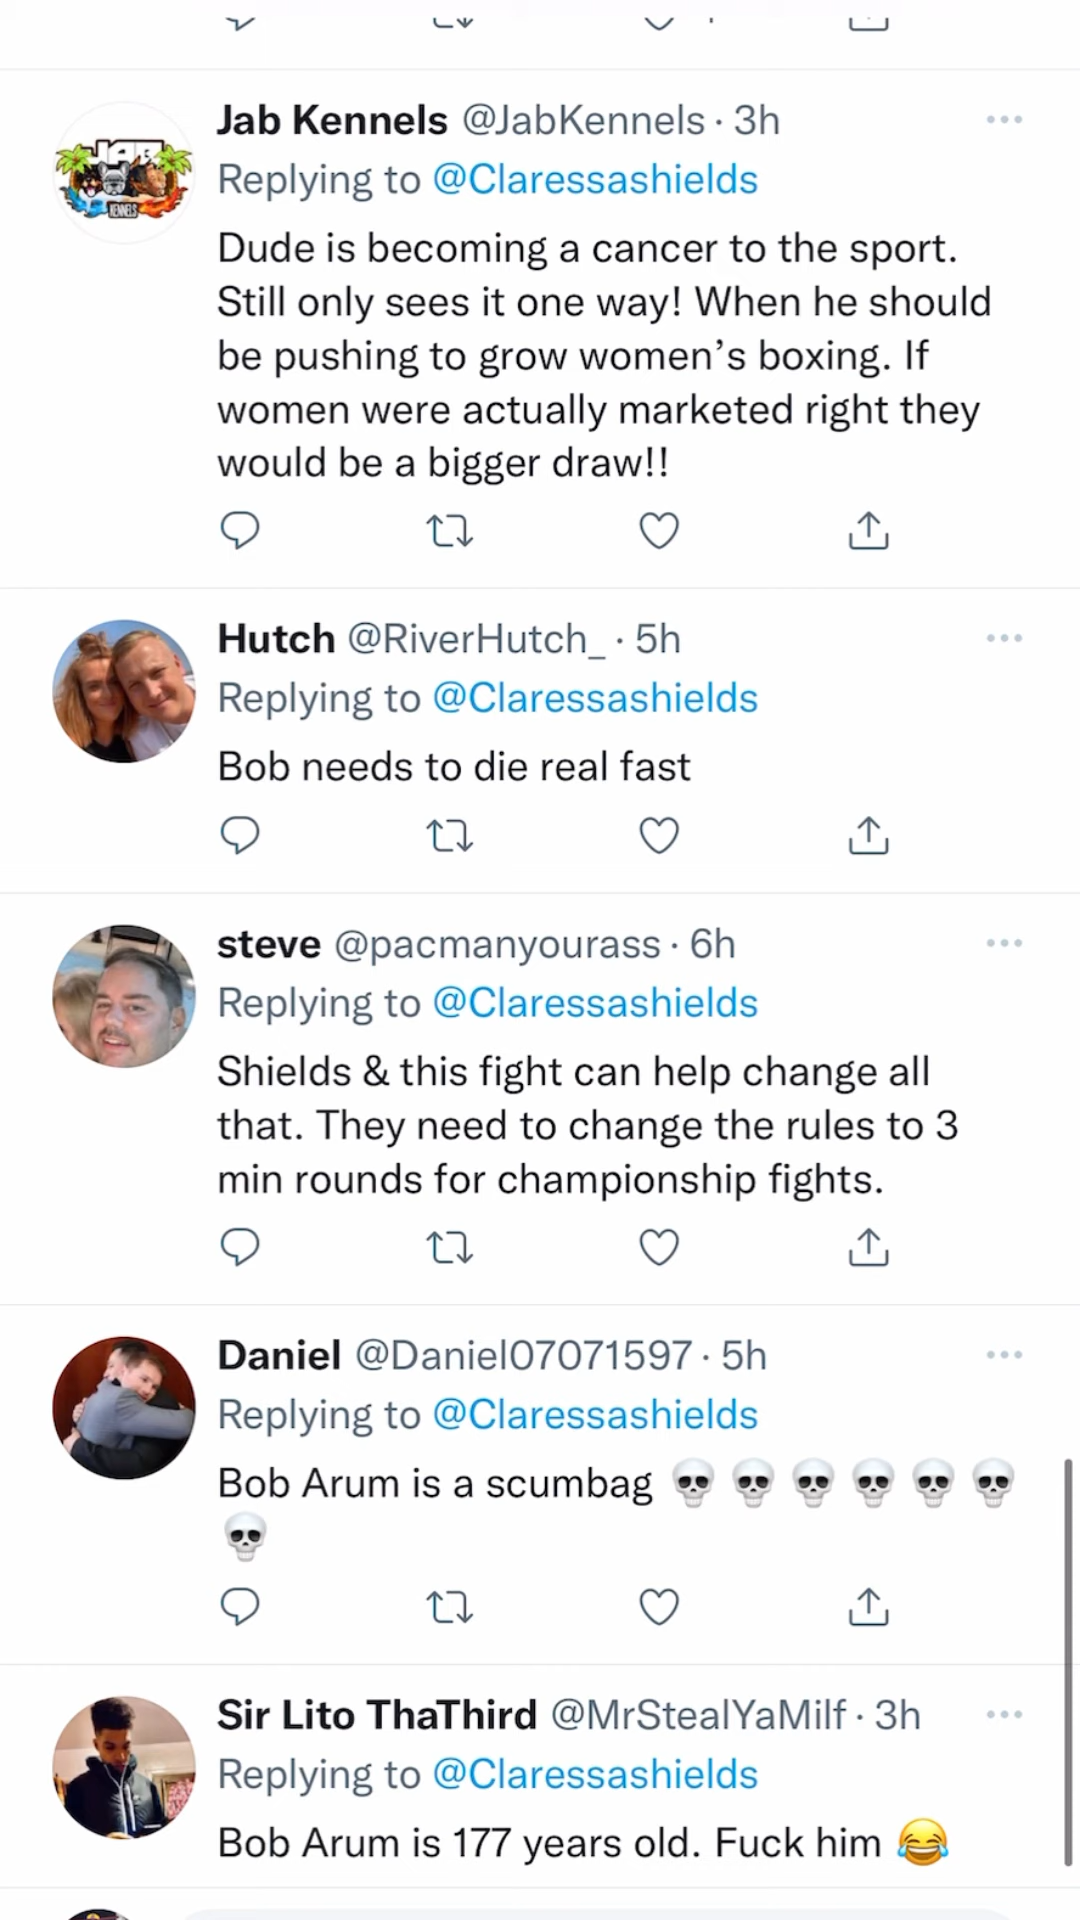 JAB
KENNELS
Jab Kennels @JabKennels · 3h
Replying to @Claressashields
Dude is becoming a cancer to the sport.
Still only sees it one way! When he should
be pushing to grow women’s boxing. If
women were actually marketed right they
would be a bigger draw!!
Hutch @RiverHutch_ · 5h
Replying to @Claressashields
Bob needs to die real fast
steve @pacmanyourass · 6h
Replying to @Claressashields
Shields & this fight can help change all
that. They need to change the rules to 3
min rounds for championship fights.
Daniel @Daniel07071597 · 5h
Replying to @Claressashields
Bob Arum is a scumbag 💀💀💀💀💀💀
💀
Sir Lito ThaThird @MrStealYaMilf · 3h
Replying to @Claressashields
Bob Arum is 177 years old. Fuck him 😂